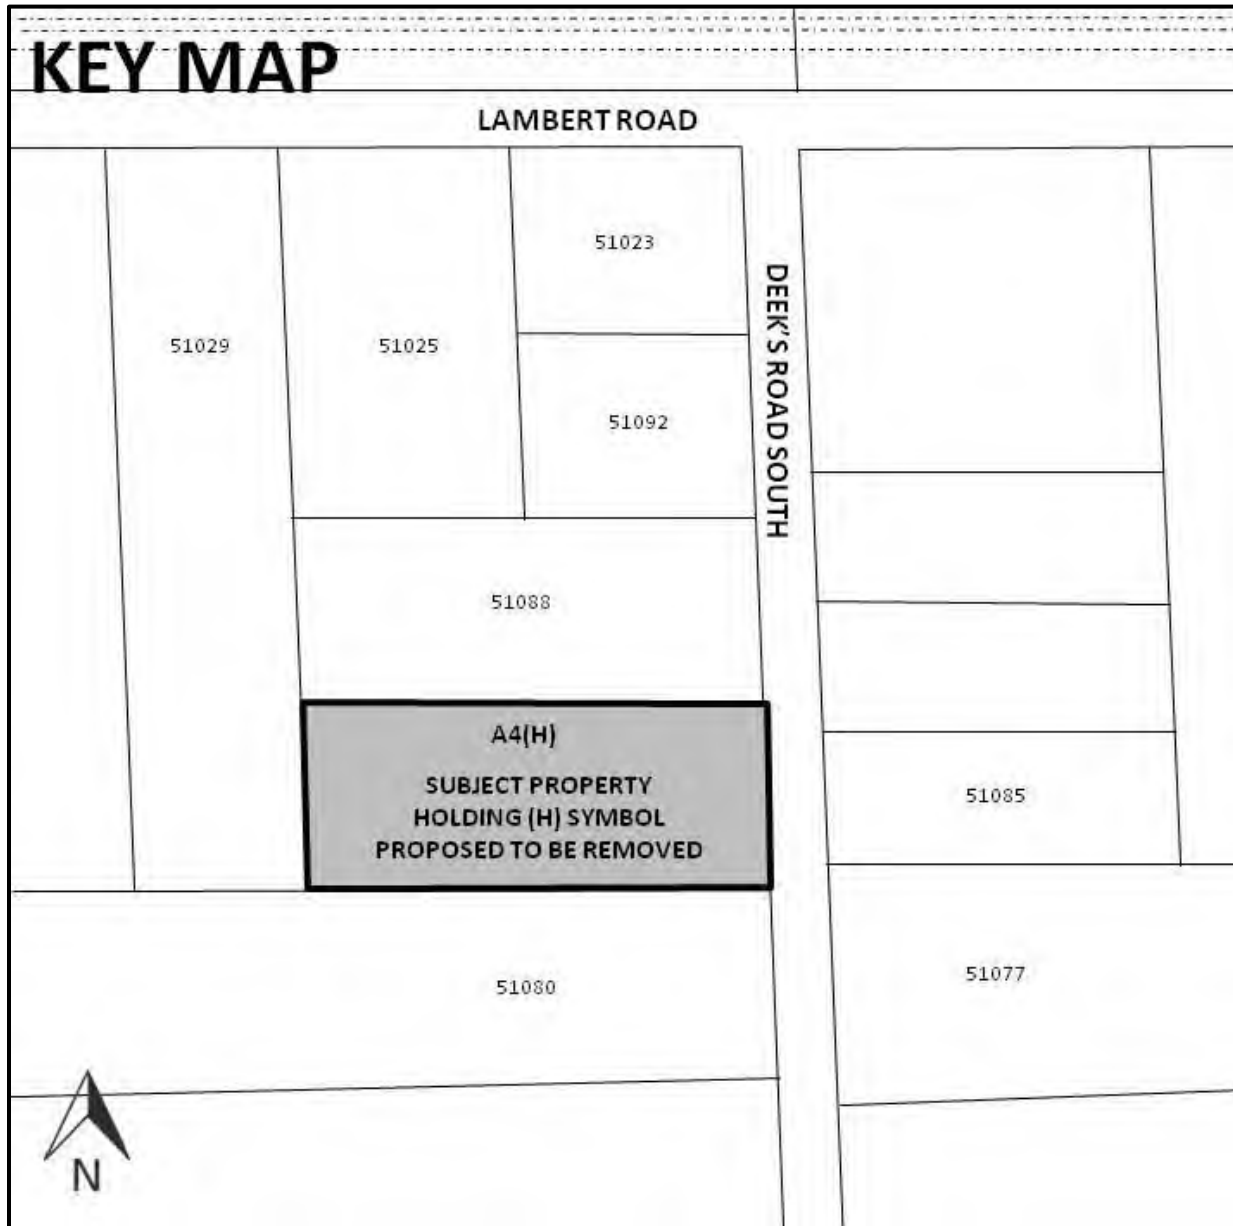 KEY MAP
LAMBERT ROAD
51023
DEEK'S ROAD SOUTH
51029
51025
51092
51088
A4(H)
SUBJECT PROPERTY
HOLDING (H) SYMBOL
PROPOSED TO BE REMOVED
51085
51080
51077
N